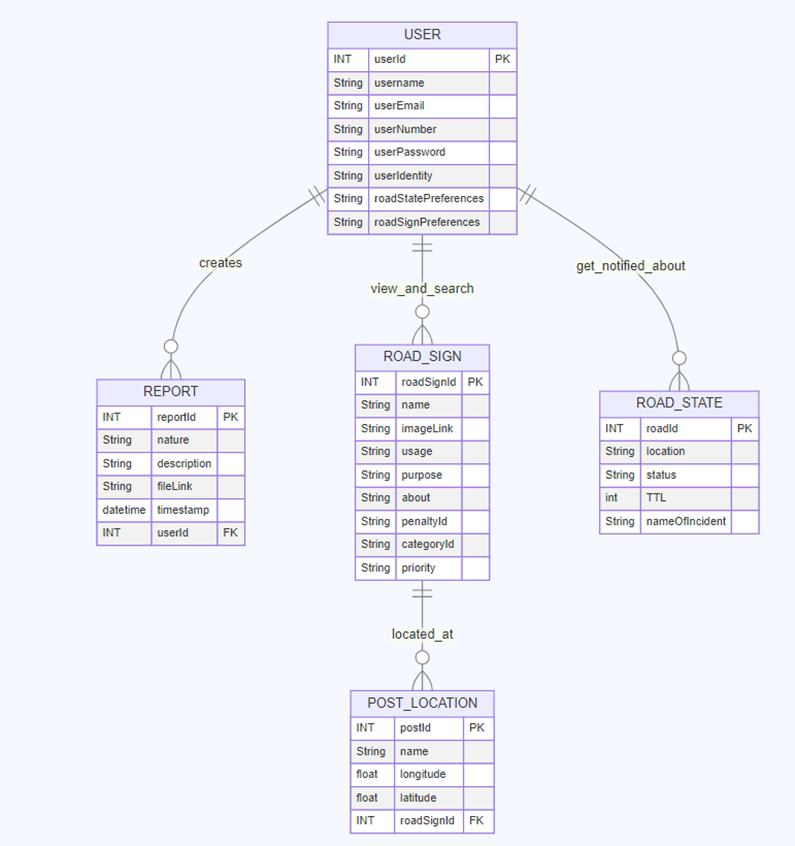 USER
INT userId PK
String username
String userEmail
String userNumber
String userPassword
String userIdentity
String roadStatePreferences
String roadSignPreferences
creates
view_and_search
get_notified_about
REPORT
INT reportId PK
String nature
String description
String fileLink
datetime timestamp
INT userId FK
ROAD_SIGN
INT roadSignId PK
String name
String imageLink
String usage
String purpose
String about
String penaltyId
String categoryId
String priority
ROAD_STATE
INT roadId PK
String location
String status
int TTL
String nameOfIncident
located_at
POST_LOCATION
INT postId PK
String name
float longitude
float latitude
INT roadSignId FK